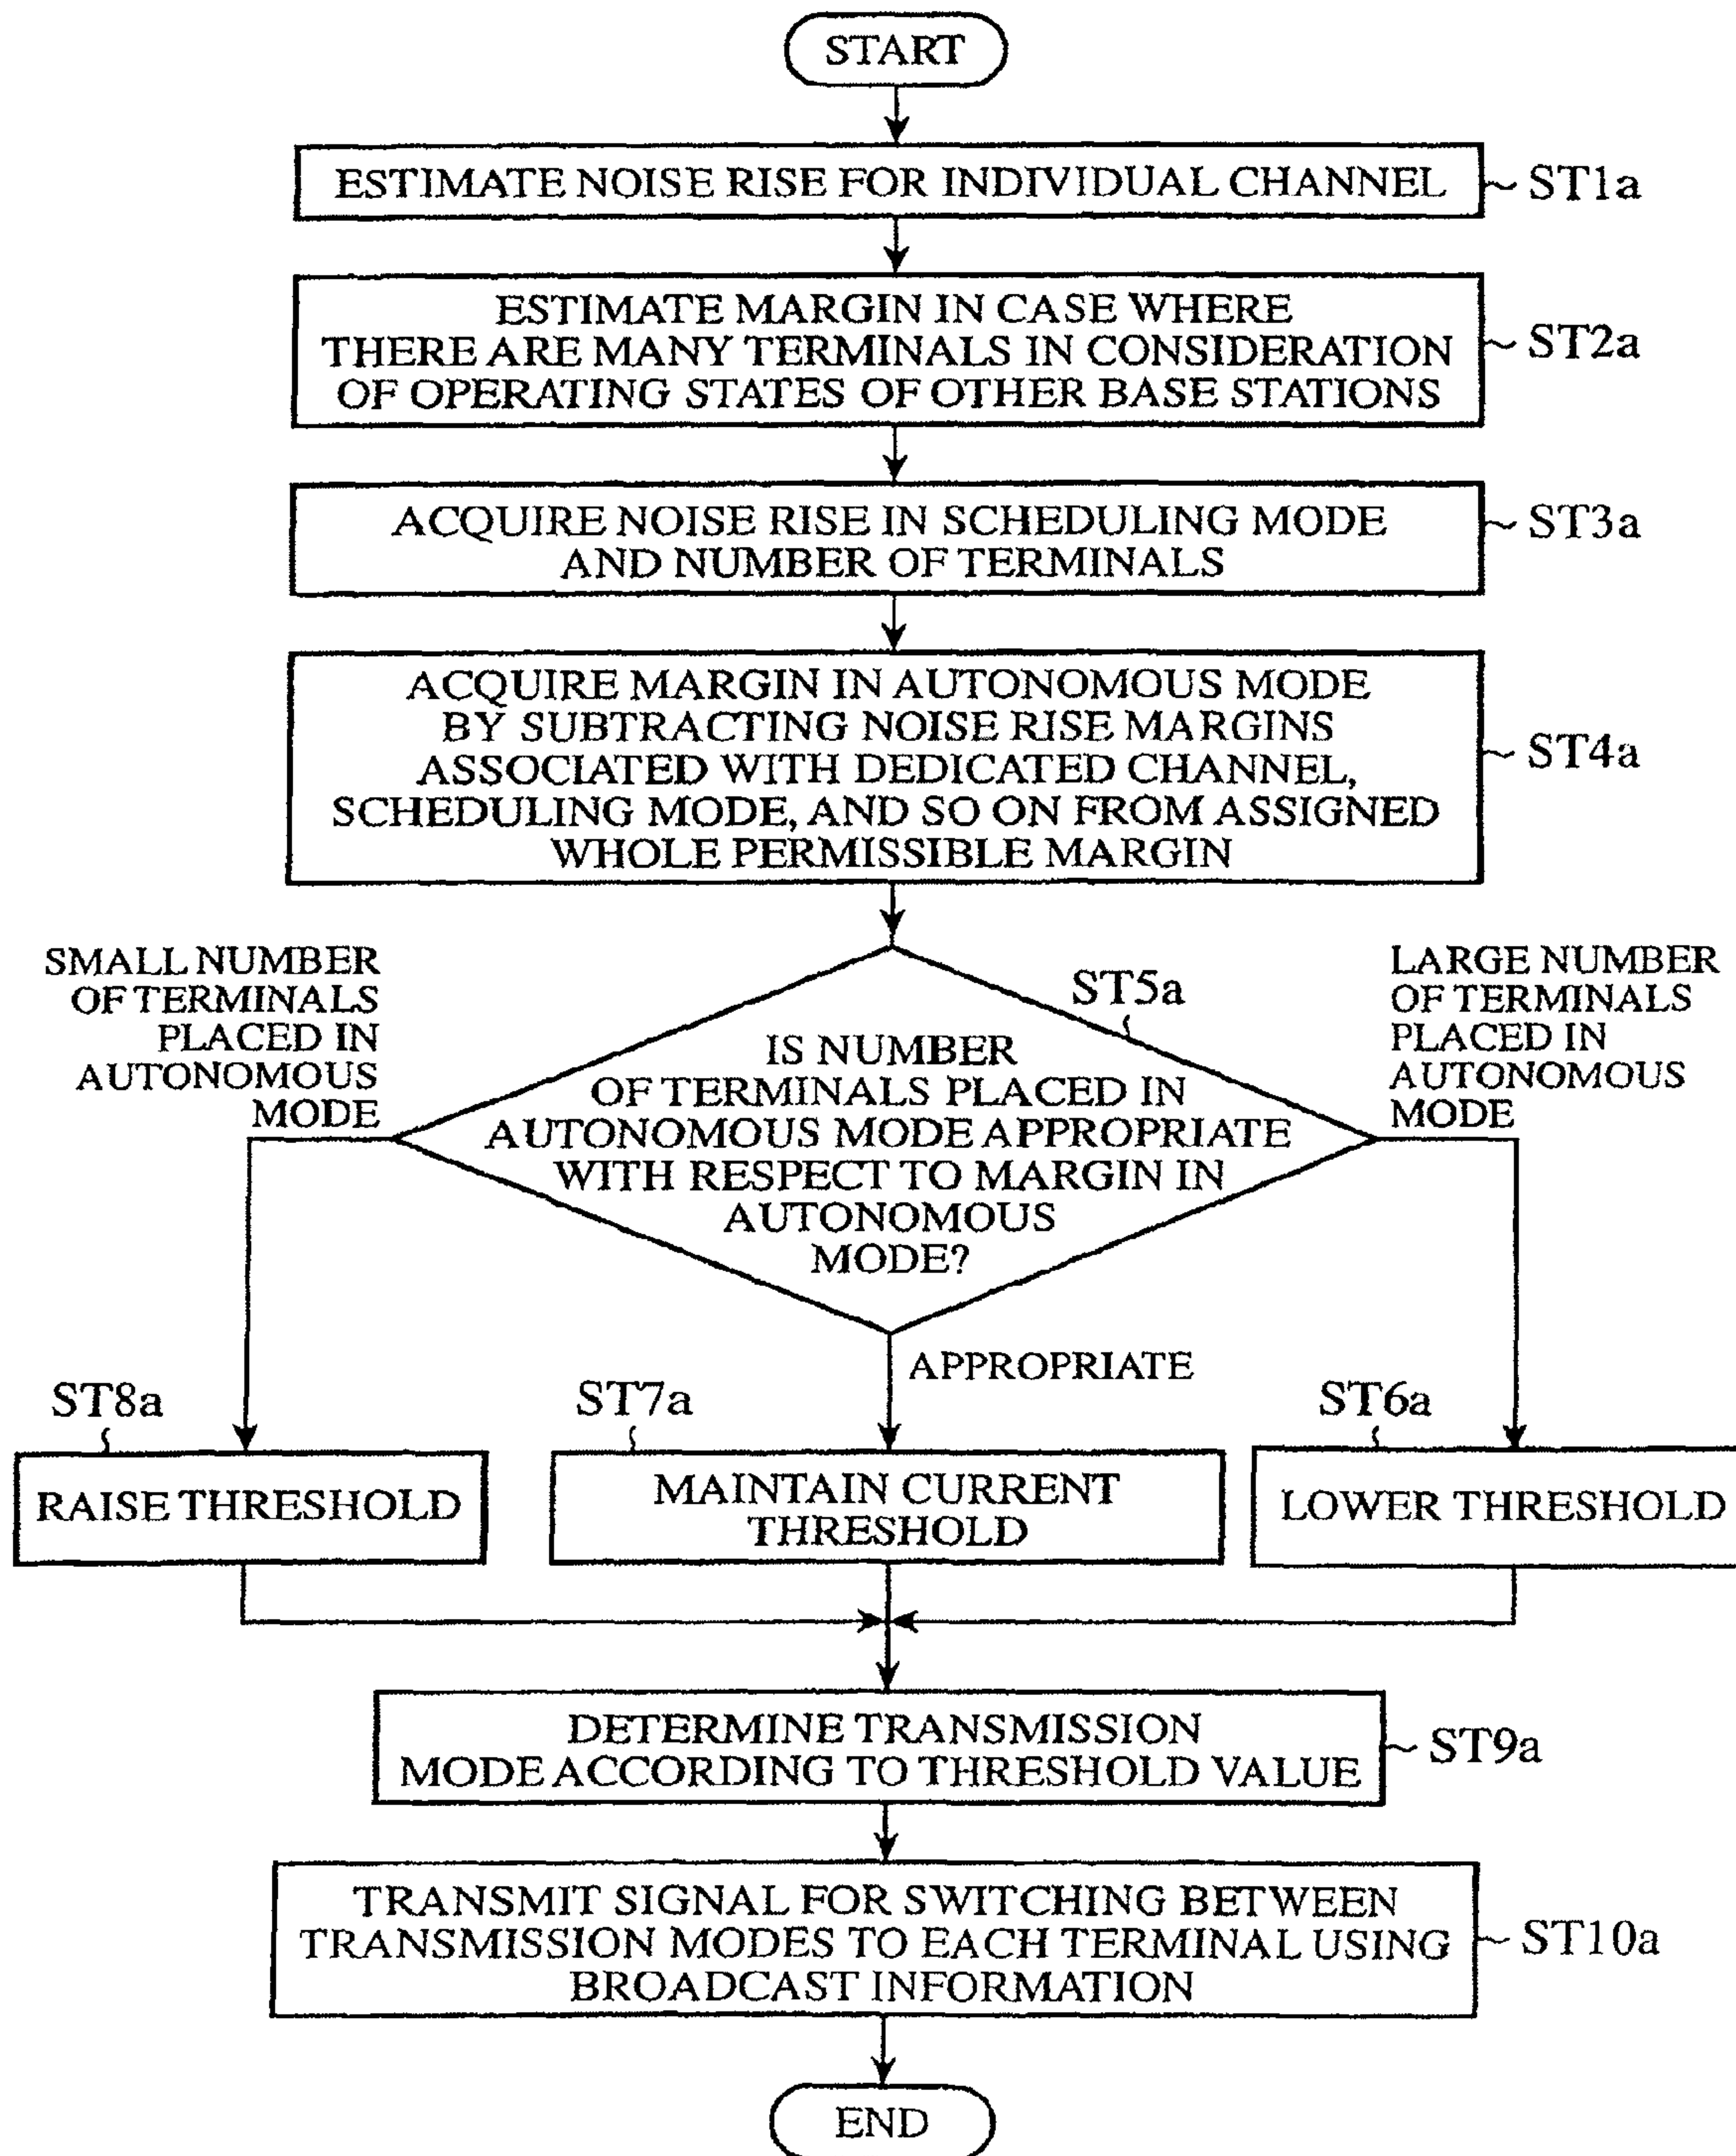 START
ESTIMATE NOISE RISE FOR INDIVIDUAL CHANNEL
ST1a
ESTIMATE MARGIN IN CASE WHERE
THERE ARE MANY TERMINALS IN CONSIDERATION
OF OPERATING STATES OF OTHER BASE STATIONS
ST2a
ACQUIRE NOISE RISE IN SCHEDULING MODE
AND NUMBER OF TERMINALS
ST3a
ACQUIRE MARGIN IN AUTONOMOUS MODE
BY SUBTRACTING NOISE RISE MARGINS
ASSOCIATED WITH DEDICATED CHANNEL,
SCHEDULING MODE, AND SO ON FROM ASSIGNED
WHOLE PERMISSIBLE MARGIN
ST4a
SMALL NUMBER
OF TERMINALS
PLACED IN
AUTONOMOUS
MODE
ST5a
IS NUMBER
OF TERMINALS PLACED IN
AUTONOMOUS MODE APPROPRIATE
WITH RESPECT TO MARGIN IN
AUTONOMOUS
MODE?
LARGE NUMBER
OF TERMINALS
PLACED IN
AUTONOMOUS
MODE
APPROPRIATE
ST8a
RAISE THRESHOLD
ST7a
MAINTAIN CURRENT
THRESHOLD
ST6a
LOWER THRESHOLD
DETERMINE TRANSMISSION
MODE ACCORDING TO THRESHOLD VALUE
ST9a
TRANSMIT SIGNAL FOR SWITCHING BETWEEN
TRANSMISSION MODES TO EACH TERMINAL USING
BROADCAST INFORMATION
ST10a
END